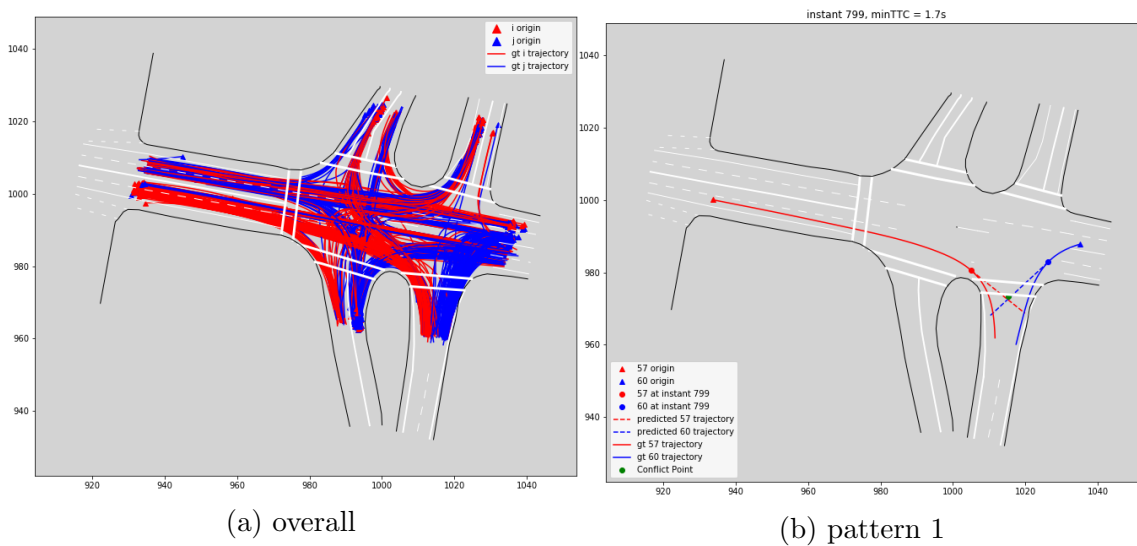 i origin
j origin
gt i trajectory
gt j trajectory
1040
1020
1000
980
960
940
920
940
960
980
1000
1020
1040
(a) overall
instant 799, minTTC = 1.7s
1040
1020
1000
980
960
940
57 origin
60 origin
57 at instant 799
60 at instant 799
predicted 57 trajectory
predicted 60 trajectory
gt 57 trajectory
gt 60 trajectory
Conflict Point
920
940
960
980
1000
1020
1040
(b) pattern 1